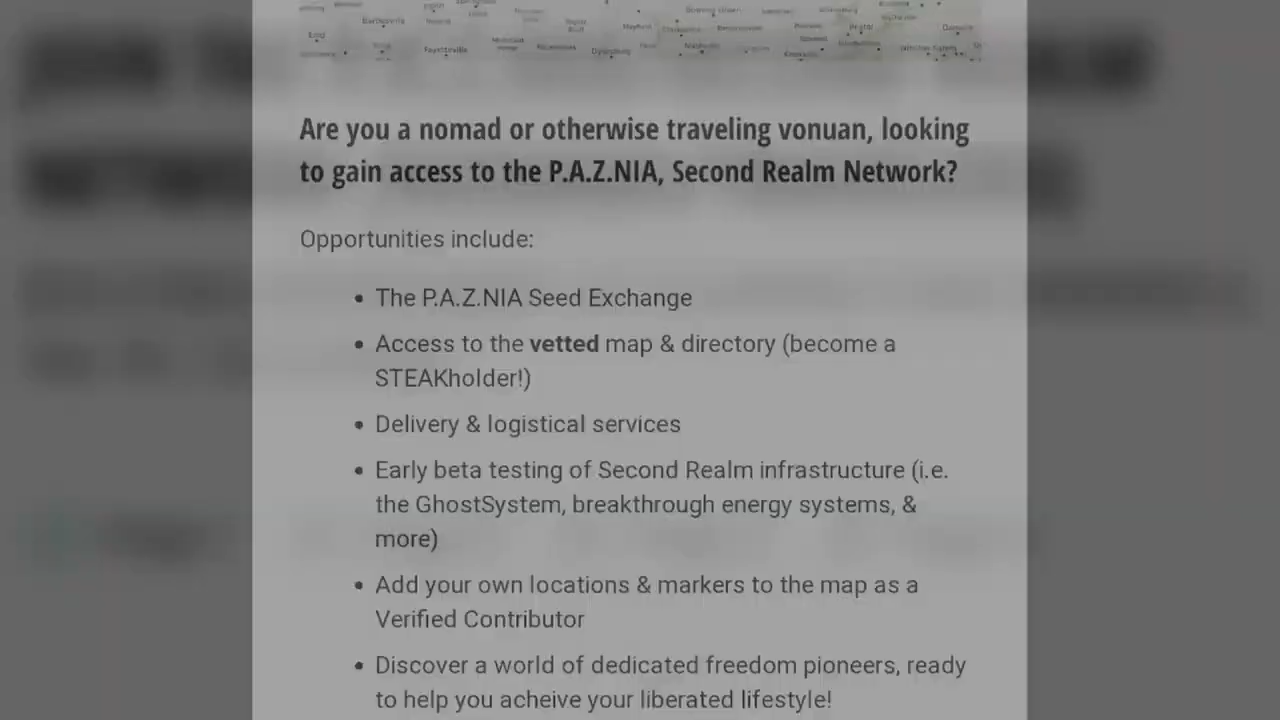 Fayetteville
Nashville
Are you a nomad or otherwise traveling vonuan, looking
to gain access to the P.A.Z.NIA, Second Realm Network?
Opportunities include:
• The P.A.Z.NIA Seed Exchange
• Access to the vetted map & directory (become a
STEAKholder!)
• Delivery & logistical services
• Early beta testing of Second Realm infrastructure (i.e.
the GhostSystem, breakthrough energy systems, &
more)
• Add your own locations & markers to the map as a
Verified Contributor
• Discover a world of dedicated freedom pioneers, ready
to help you acheive your liberated lifestyle!